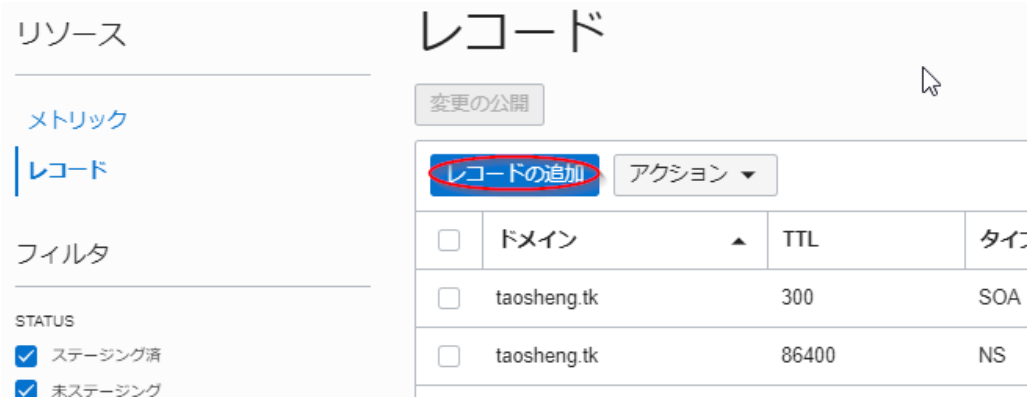 リソース
メトリック
レコード
フィルタ
STATUS
ステージング済
未ステージング
レコード
変更の公開
レコードの追加 アクション
ドメイン TTL タイプ
taosheng.tk 300 SOA
taosheng.tk 86400 NS